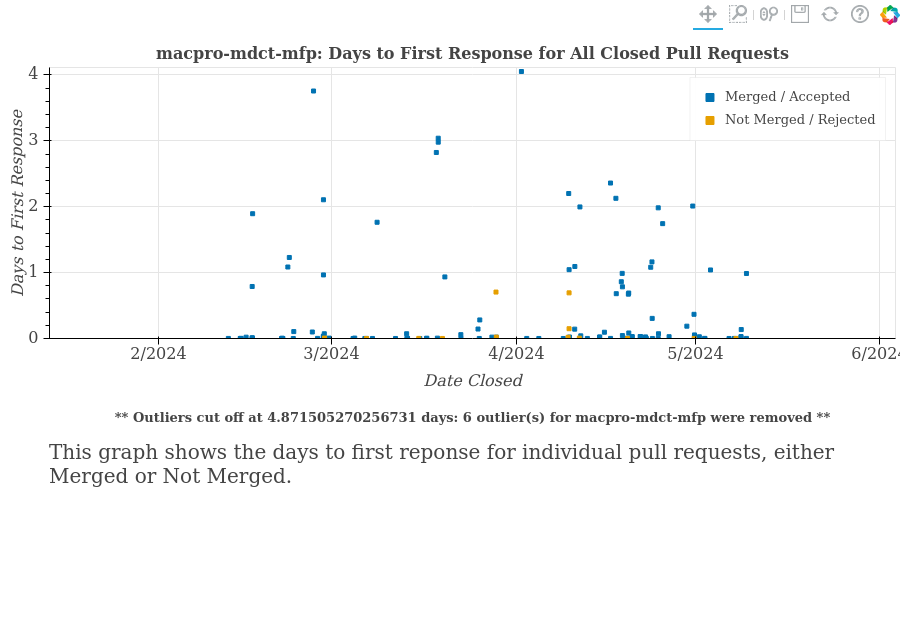 macpro-mdct-mfp: Days to First Response for All Closed Pull Requests
Days to First Response
4
3
2
1
0
Merged / Accepted
Not Merged / Rejected
2/2024
3/2024
4/2024
5/2024
6/202
Date Closed
** Outliers cut off at 4.871505270256731 days: 6 outlier(s) for macpro-mdct-mfp were removed **
This graph shows the days to first reponse for individual pull requests, either
Merged or Not Merged.